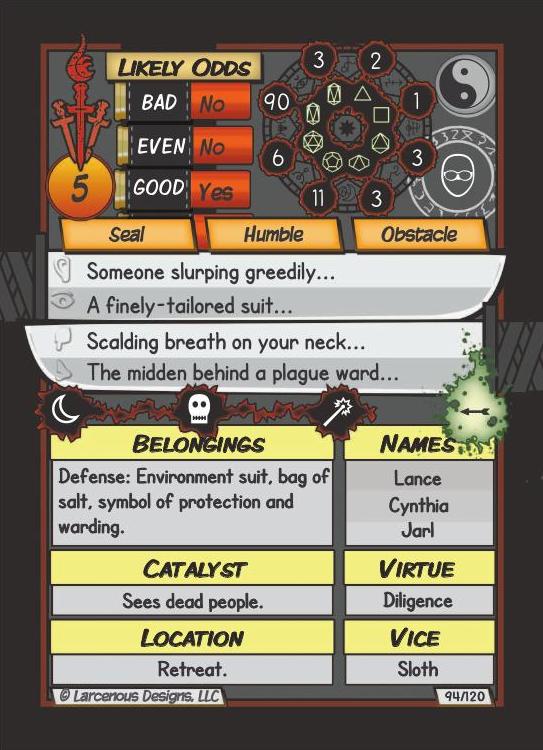 LIKELY ODDS
BAD No
EVEN No
GOOD Yes
5
3
2
90
1
6
3
11
3
Seal Humble Obstacle
Someone slurping greedily...
A finely-tailored suit...
Scalding breath on your neck...
The midden behind a plague ward...
BELONGINGS
Defense: Environment suit, bag of
salt, symbol of protection and
warding.
NAMES
Lance
Cynthia
Jarl
CATALYST
Sees dead people.
VIRTUE
Diligence
LOCATION
Retreat.
VICE
Sloth
© Larcenous Designs, LLC
94/120